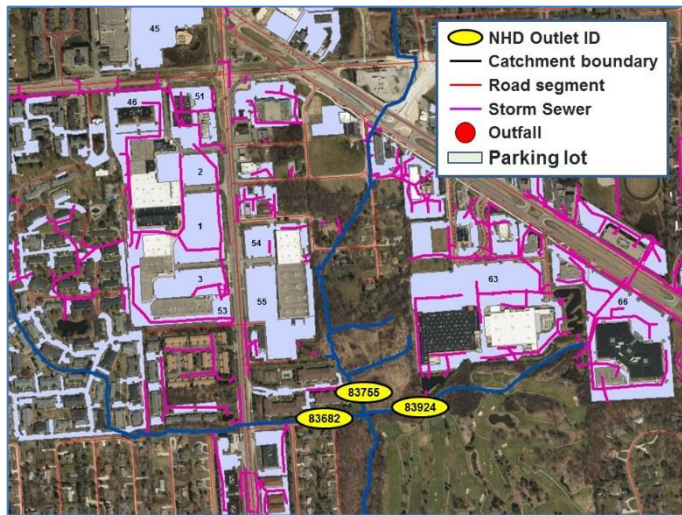 45
NHD Outlet ID
Catchment boundary
Road segment
Storm Sewer
Outfall
Parking lot
46
51
2
1
54
3
53
55
63
66
83755
83682
83924